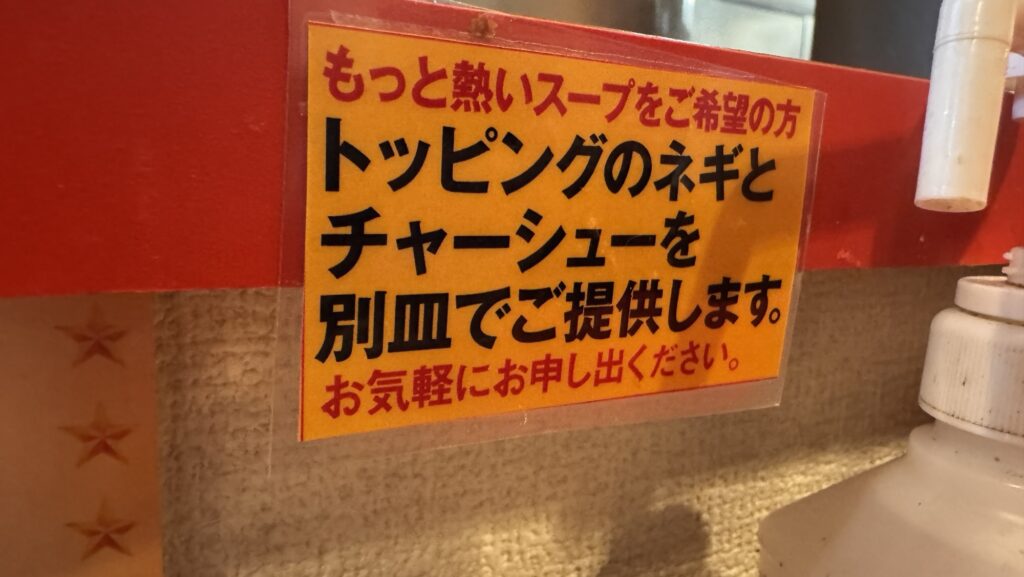 もっと熱いスープをご希望の方
トッピングのネギと
チャーシューを
別皿でご提供します。
お気軽にお申し出ください。